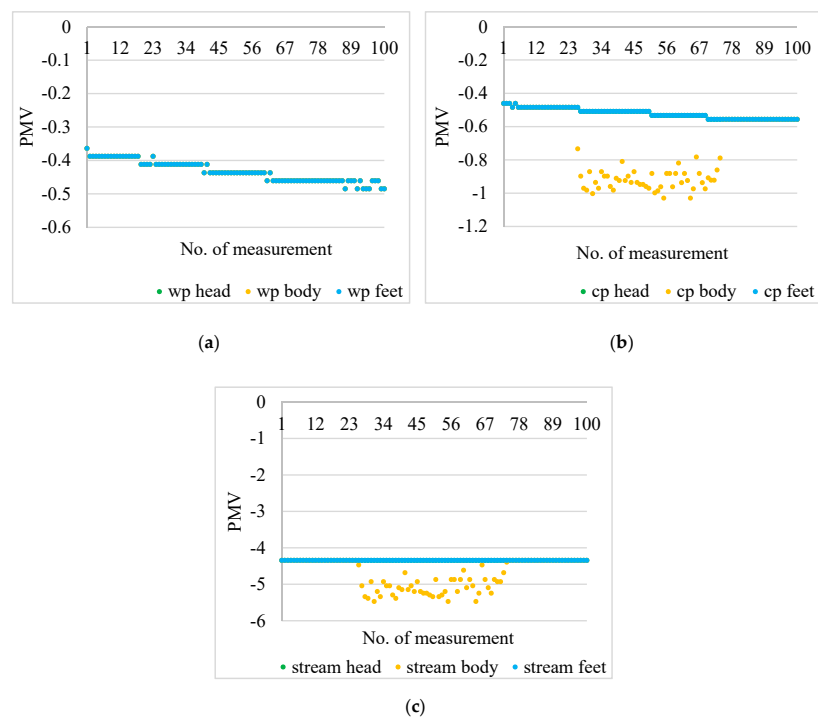 0
1 12 23 34 45 56 67 78 89 100
-0.1
-0.2
-0.3
-0.4
-0.5
-0.6
PMV
No. of measurement
wp head wp body wp feet
(a)
0
1 12 23 34 45 56 67 78 89 100
-0.2
-0.4
-0.6
-0.8
-1
-1.2
PMV
No. of measurement
cp head cp body cp feet
(b)
0
1 12 23 34 45 56 67 78 89 100
-1
-2
-3
-4
-5
-6
PMV
No. of measurement
stream head stream body stream feet
(c)